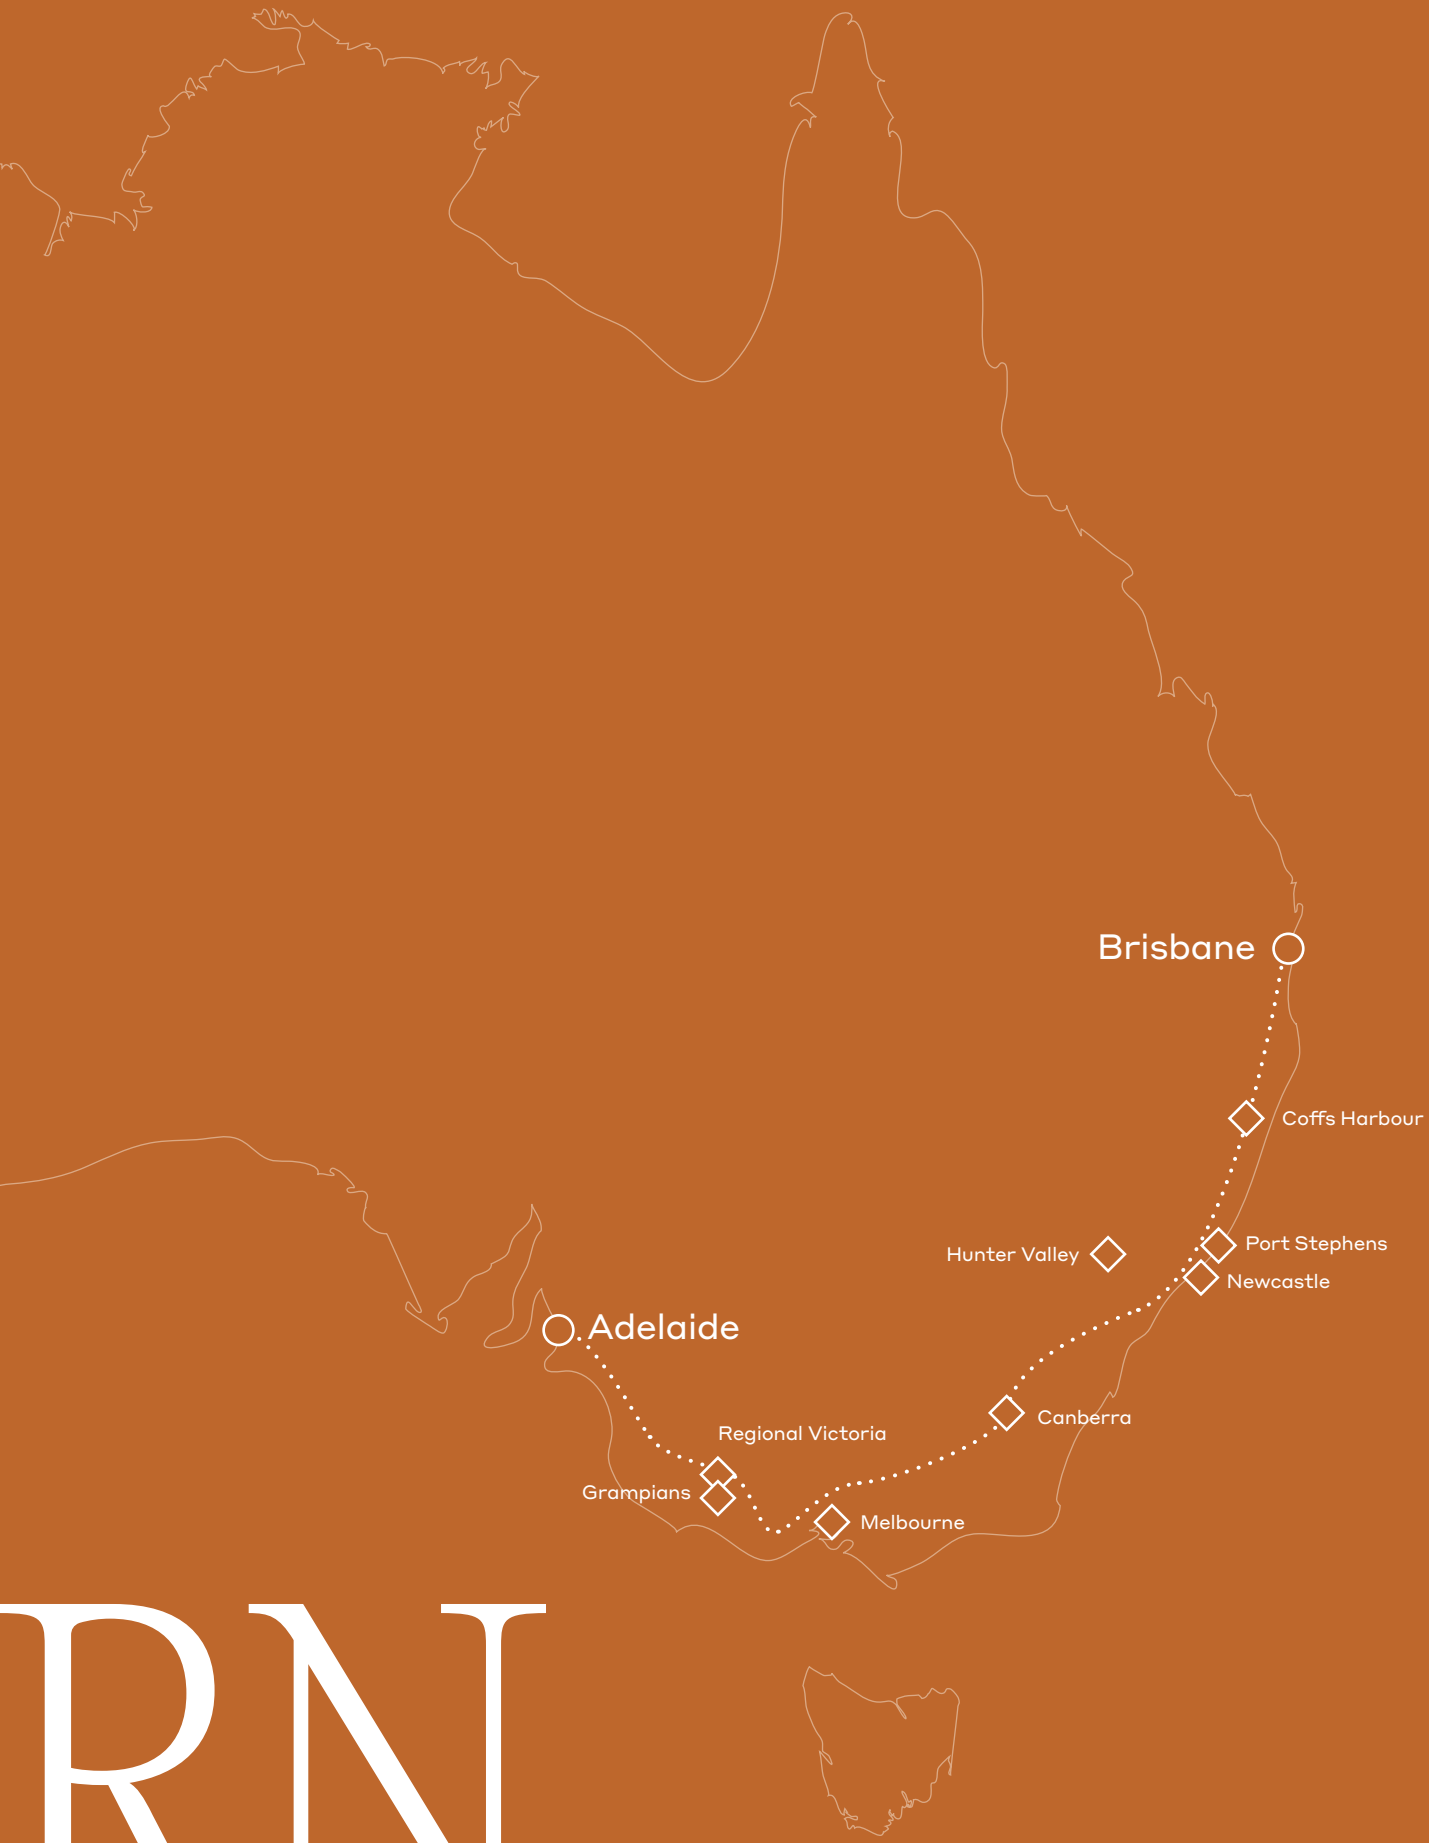 Brisbane
Coffs Harbour
Port Stephens
Hunter Valley
Newcastle
Adelaide
Canberra
Regional Victoria
Grampians
Melbourne
RN